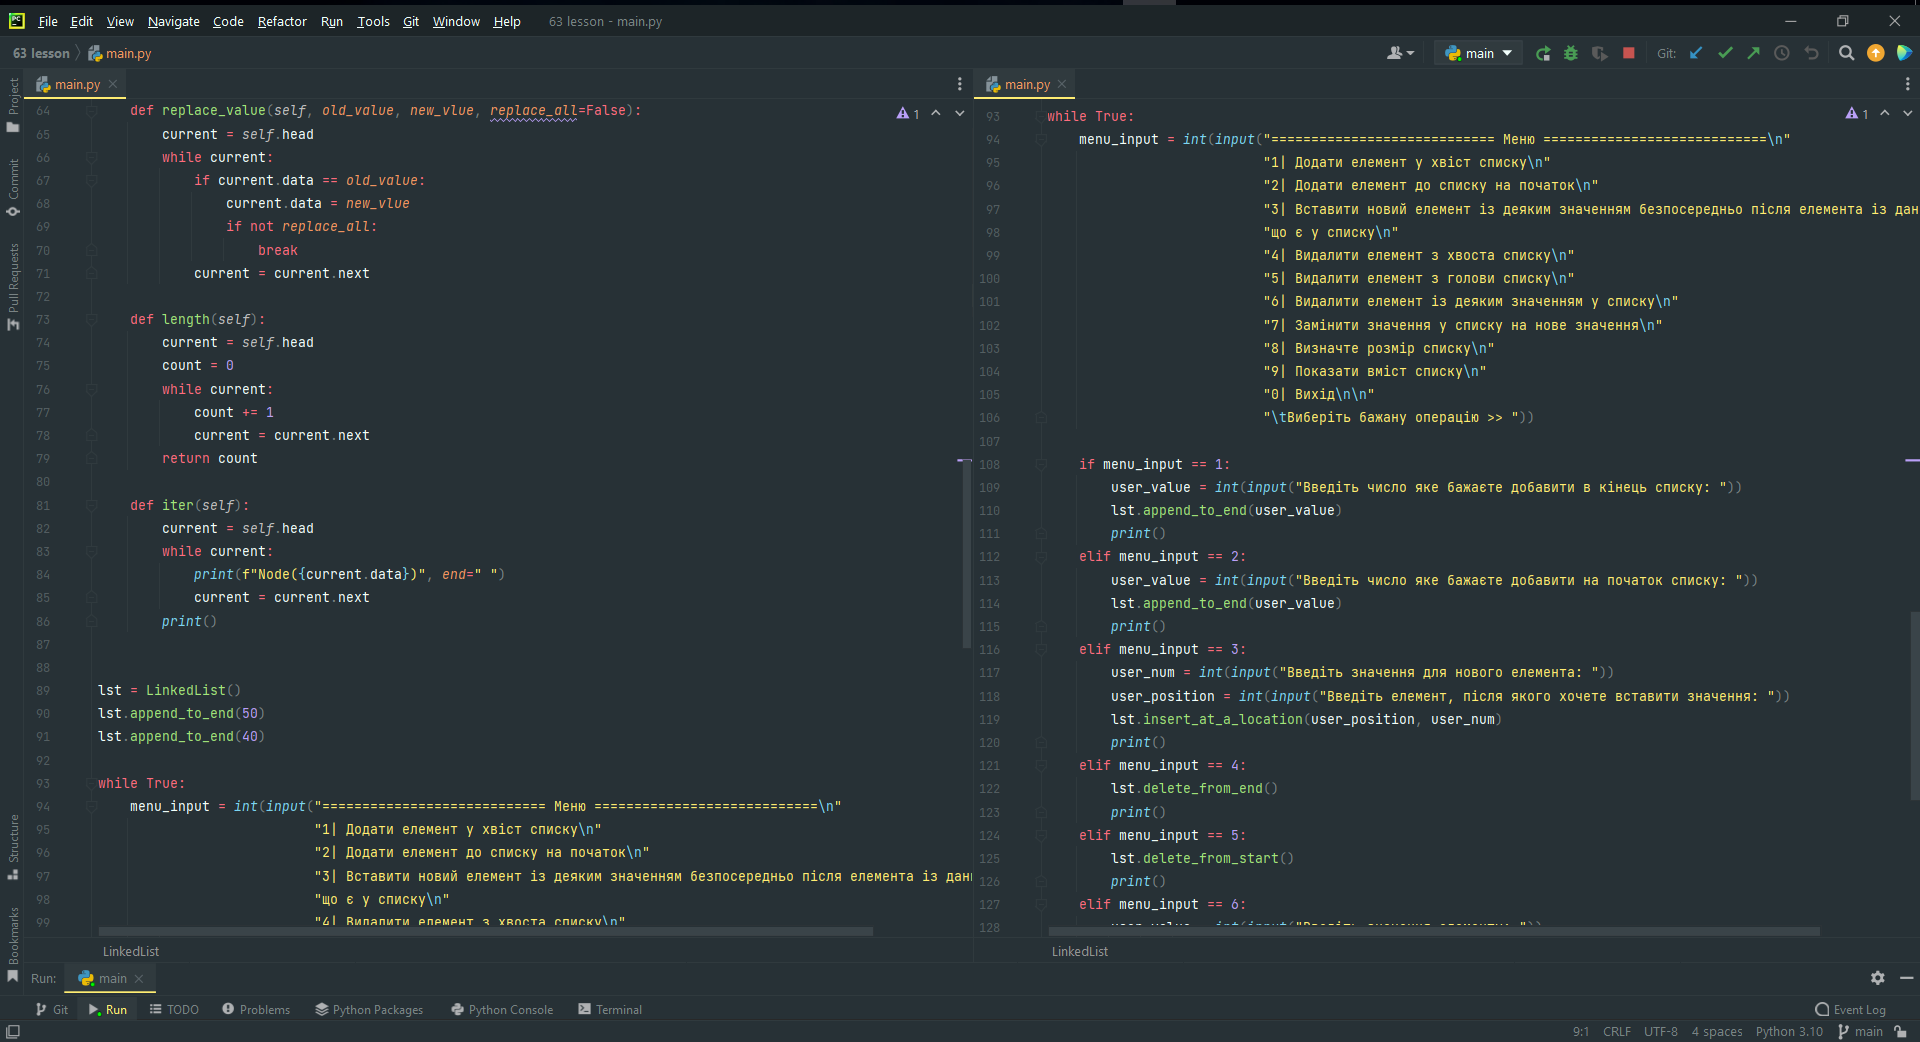 File Edit View Navigate Code Refactor Run Tools Git Window Help 63 lesson - main.py
63 lesson main.py main Git:
main.py main.py
Project
Commit
Pull Requests
Structure
Bookmarks
64 def replace_value(self, old_value, new_vlue, replace_all=False): 1
65 current = self.head
66 while current:
67 if current.data == old_value:
68 current.data = new_vlue
69 if not replace_all:
70 break
71 current = current.next
72
73 def length(self):
74 current = self.head
75 count = 0
76 while current:
77 count += 1
78 current = current.next
79 return count
80
81 def iter(self):
82 current = self.head
83 while current:
84 print(f"Node({current.data})", end=" ")
85 current = current.next
86 print()
87
88
89 lst = LinkedList()
90 lst.append_to_end(50)
91 lst.append_to_end(40)
92
93 while True:
94 menu_input = int(input("============================ Меню ============================\n"
95 "1| Додати елемент у хвіст списку\n"
96 "2| Додати елемент до списку на початок\n"
97 "3| Вставити новий елемент із деяким значенням безпосередньо після елемента із дан
98 "що є у списку\n"
99 "4| Видалити елемент з хвоста списку\n"
LinkedList
93 while True: 1
94 menu_input = int(input("============================ Меню ============================\n"
95 "1| Додати елемент у хвіст списку\n"
96 "2| Додати елемент до списку на початок\n"
97 "3| Вставити новий елемент із деяким значенням безпосередньо після елемента із дан
98 "що є у списку\n"
99 "4| Видалити елемент з хвоста списку\n"
100 "5| Видалити елемент з голови списку\n"
101 "6| Видалити елемент із деяким значенням у списку\n"
102 "7| Замінити значення у списку на нове значення\n"
103 "8| Визначте розмір списку\n"
104 "9| Показати вміст списку\n"
105 "0| Вихід\n\n"
106 "\tВиберіть бажану операцію >> "))
107
108 if menu_input == 1:
109 user_value = int(input("Введіть число яке бажаєте добавити в кінець списку: "))
110 lst.append_to_end(user_value)
111 print()
112 elif menu_input == 2:
113 user_value = int(input("Введіть число яке бажаєте добавити на початок списку: "))
114 lst.append_to_end(user_value)
115 print()
116 elif menu_input == 3:
117 user_num = int(input("Введіть значення для нового елемента: "))
118 user_position = int(input("Введіть елемент, після якого хочете вставити значення: "))
119 lst.insert_at_a_location(user_position, user_num)
120 print()
121 elif menu_input == 4:
122 lst.delete_from_end()
123 print()
124 elif menu_input == 5:
125 lst.delete_from_start()
126 print()
127 elif menu_input == 6:
128
LinkedList
Run: main
Git Run TODO Problems Python Packages Python Console Terminal Event Log
9:1 CRLF UTF-8 4 spaces Python 3.10 main